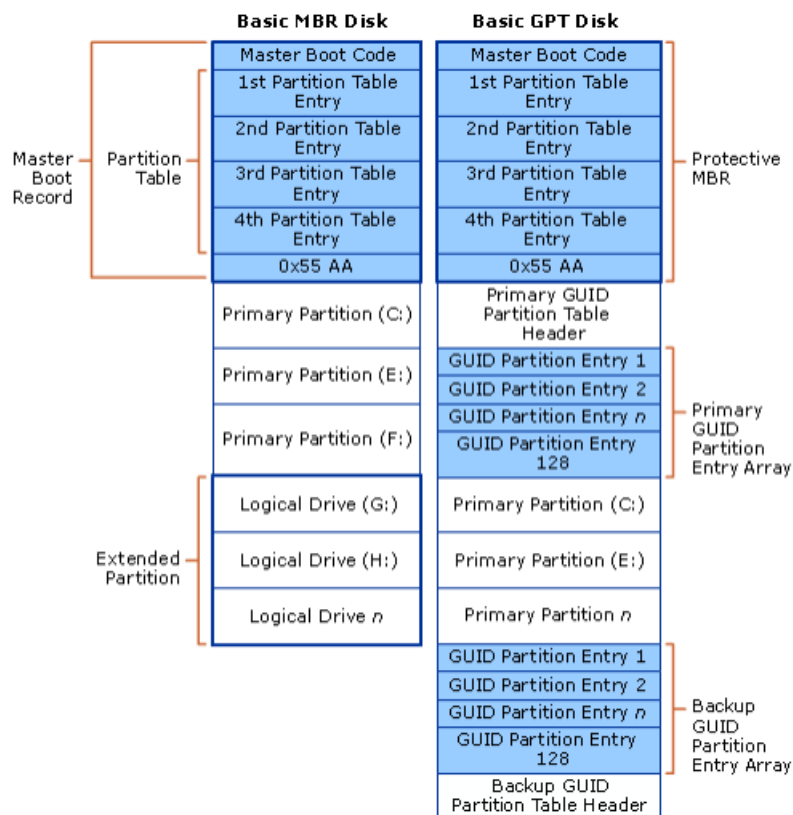 Basic MBR Disk
Basic GPT Disk
Master Boot Code
1st Partition Table
Entry
2nd Partition Table
Entry
3rd Partition Table
Entry
4th Partition Table
Entry
0x55 AA
Master
Boot
Record
Partition
Table
Primary Partition (C:)
Primary Partition (E:)
Primary Partition (F:)
Logical Drive (G:)
Logical Drive (H:)
Logical Drive n
Extended
Partition
Master Boot Code
1st Partition Table
Entry
2nd Partition Table
Entry
3rd Partition Table
Entry
4th Partition Table
Entry
0x55 AA
Protective
MBR
Primary GUID
Partition Table
Header
GUID Partition Entry 1
GUID Partition Entry 2
GUID Partition Entry n
GUID Partition Entry
128
Primary
GUID
Partition
Entry Array
Primary Partition (C:)
Primary Partition (E:)
Primary Partition n
GUID Partition Entry 1
GUID Partition Entry 2
GUID Partition Entry n
GUID Partition Entry
128
Backup
GUID
Partition
Entry Array
Backup GUID
Partition Table Header